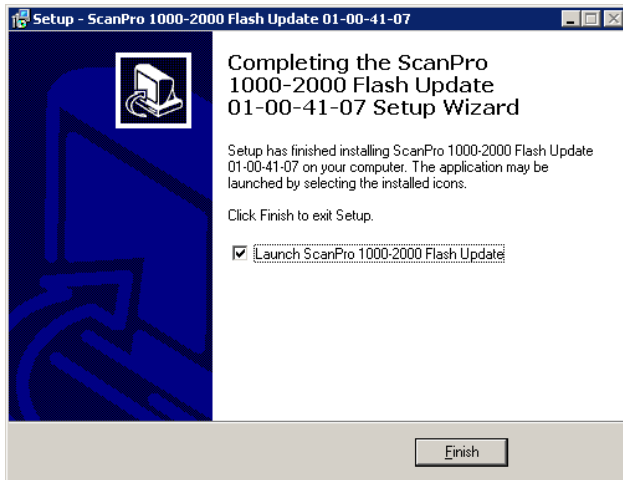 Setup - ScanPro 1000-2000 Flash Update 01-00-41-07
Completing the ScanPro
1000-2000 Flash Update
01-00-41-07 Setup Wizard
Setup has finished installing ScanPro 1000-2000 Flash Update
01-00-41-07 on your computer. The application may be
launched by selecting the installed icons.
Click Finish to exit Setup.
Launch ScanPro 1000-2000 Flash Update
Finish